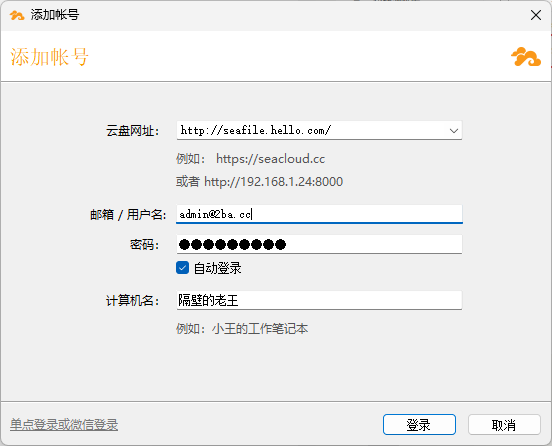 添加帐号
添加帐号
云盘网址： http://seafile.hello.com/
例如： https://seacloud.cc
或者 http://192.168.1.24:8000
邮箱 / 用户名: admin@2ba.cc
密码： ●●●●●●●●●
自动登录
计算机名： 隔壁的老王
例如：小王的工作笔记本
单点登录或微信登录 登录 取消